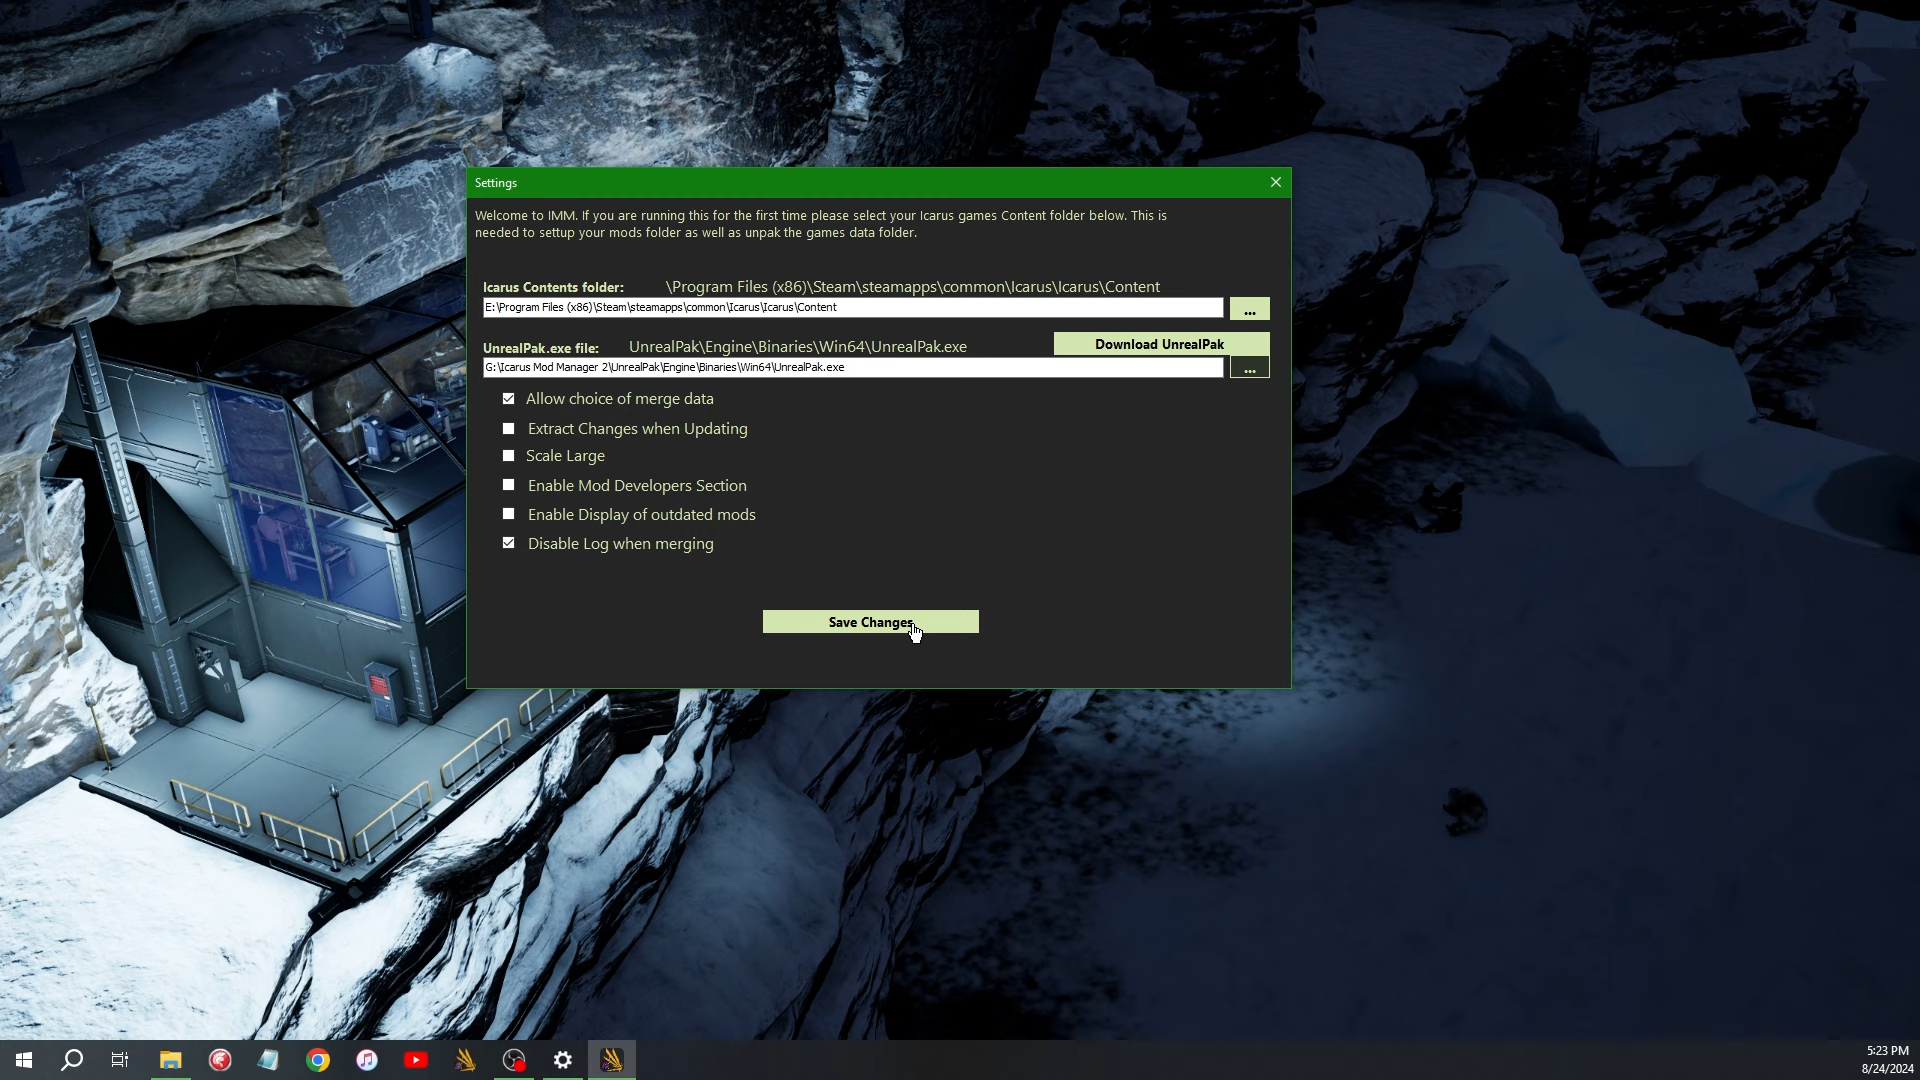 Settings
Welcome to IMM. If you are running this for the first time please select your Icarus games Content folder below. This is
needed to settup your mods folder as well as unpak the games data folder.
Icarus Contents folder: \Program Files (x86)\Steam\steamapps\common\Icarus\Icarus\Content
E:\Program Files (x86)\Steam\steamapps\common\Icarus\Icarus\Content
...
UnrealPak.exe file: UnrealPak\Engine\Binaries\Win64\UnrealPak.exe
Download UnrealPak
G:\Icarus Mod Manager 2\UnrealPak\Engine\Binaries\Win64\UnrealPak.exe
...
Allow choice of merge data
Extract Changes when Updating
Scale Large
Enable Mod Developers Section
Enable Display of outdated mods
Disable Log when merging
Save Changes
5:23 PM
8/24/2024